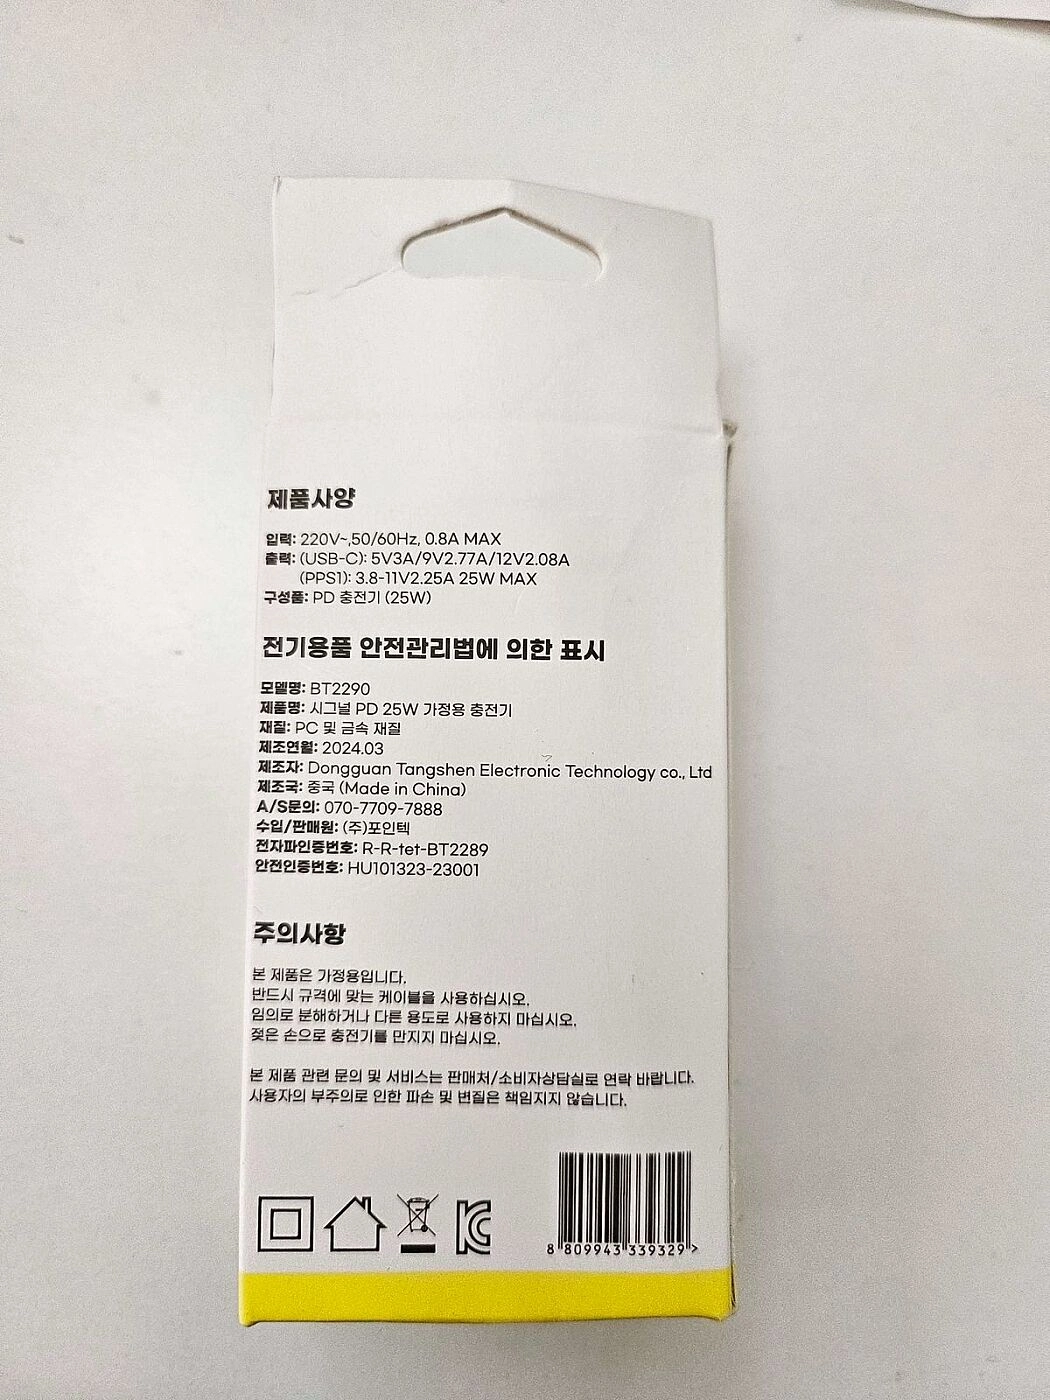 제품사양
입력: 220V~,50/60Hz, 0.8A MAX
출력: (USB-C): 5V3A/9V2.77A/12V2.08A
(PPS1): 3.8-11V2.25A 25W MAX
구성품: PD 충전기 (25W)
전기용품 안전관리법에 의한 표시
모델명: BT2290
제품명: 시그널 PD 25W 가정용 충전기
재질: PC 및 금속 재질
제조연월: 2024.03
제조자: Dongguan Tangshen Electronic Technology co., Ltd
제조국: 중국 (Made in China)
A/S문의: 070-7709-7888
수입/판매원: (주)포인텍
전자파인증번호: R-R-tet-BT2289
안전인증번호: HU101323-23001
주의사항
본 제품은 가정용입니다.
반드시 규격에 맞는 케이블을 사용하십시오.
임의로 분해하거나 다른 용도로 사용하지 마십시오.
젖은 손으로 충전기를 만지지 마십시오.
본 제품 관련 문의 및 서비스는 판매처/소비자상담실로 연락 바랍니다.
사용자의 부주의로 인한 파손 및 변질은 책임지지 않습니다.
8 809943 339329 >